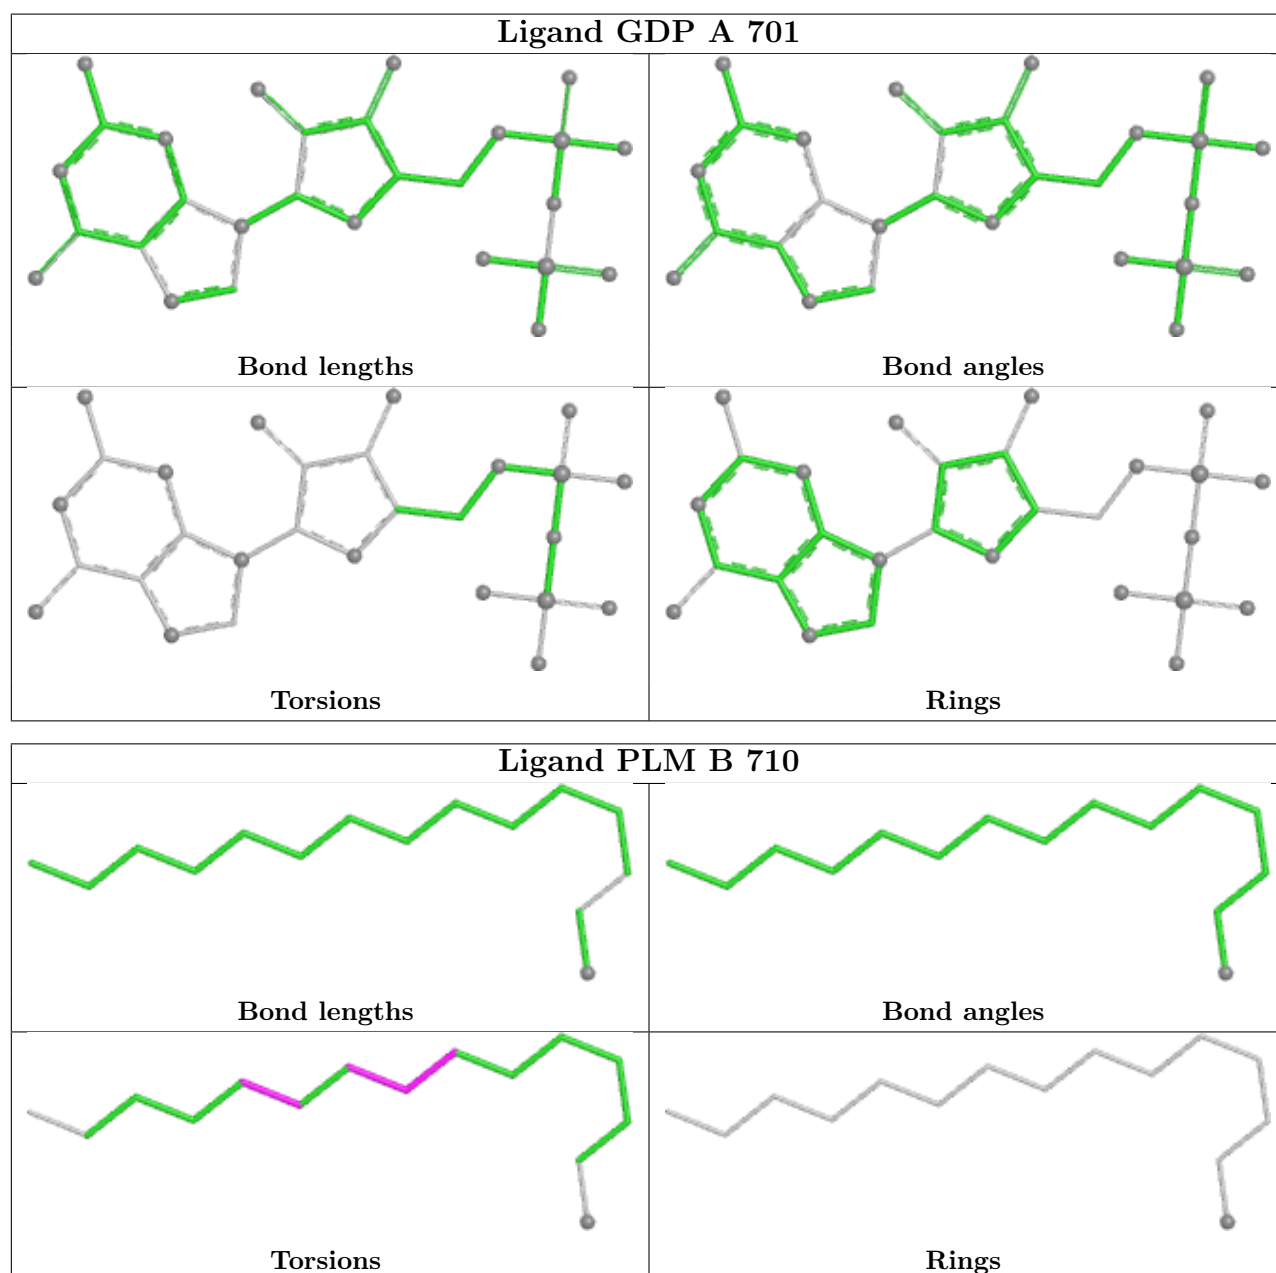 Ligand GDP A 701
Bond lengths
Bond angles
Torsions
Rings
Ligand PLM B 710
Bond lengths
Bond angles
Torsions
Rings